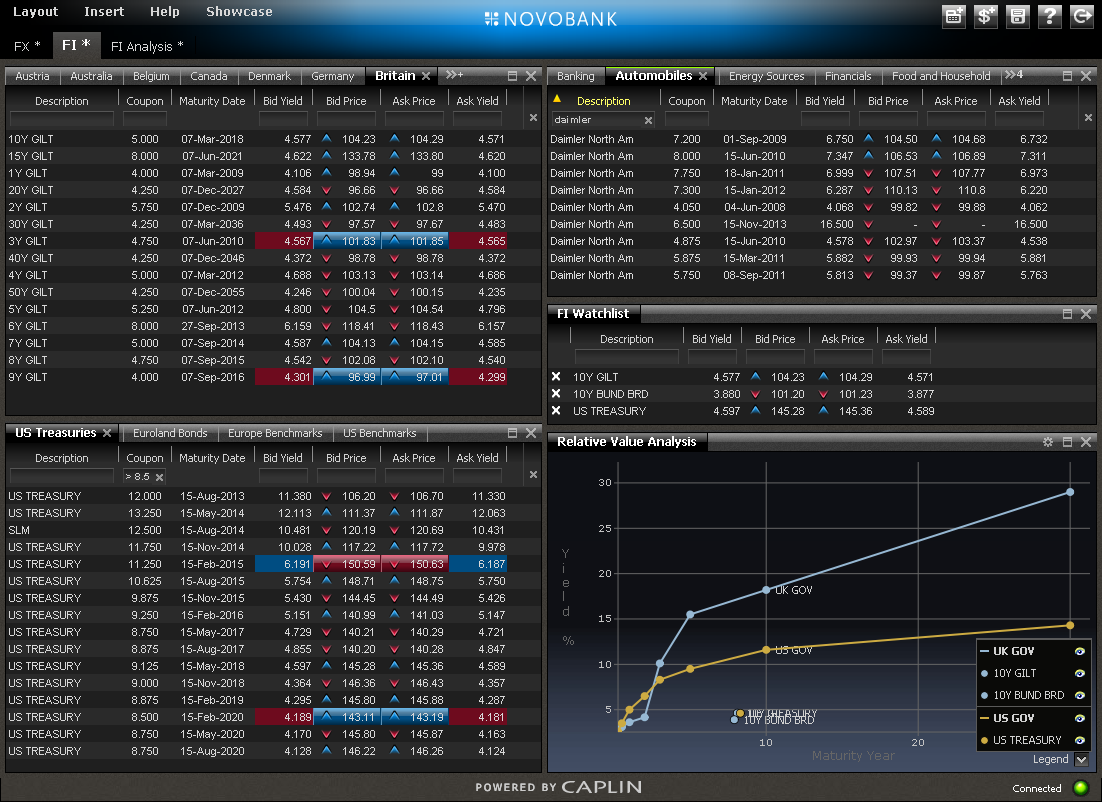 Layout Insert Help Showcase
NOVOBANK
FX * FI * FI Analysis *
Austria Australia Belgium Canada Denmark Germany Britain
Description Coupon Maturity Date Bid Yield Bid Price Ask Price Ask Yield
10Y GILT 5.000 07-Mar-2018 4.577 104.23 104.29 4.571
15Y GILT 8.000 07-Jun-2021 4.622 133.78 133.80 4.620
1Y GILT 4.000 07-Mar-2009 4.106 98.94 99 4.100
20Y GILT 4.250 07-Dec-2027 4.584 96.66 96.66 4.584
2Y GILT 5.750 07-Dec-2009 5.476 102.74 102.8 5.470
30Y GILT 4.250 07-Mar-2036 4.493 97.57 97.67 4.483
3Y GILT 4.750 07-Jun-2010 4.567 101.83 101.85 4.565
40Y GILT 4.250 07-Dec-2046 4.372 98.78 98.78 4.372
4Y GILT 5.000 07-Mar-2012 4.688 103.13 103.14 4.686
50Y GILT 4.250 07-Dec-2055 4.246 100.04 100.15 4.235
5Y GILT 5.250 07-Jun-2012 4.800 104.5 104.54 4.796
6Y GILT 8.000 27-Sep-2013 6.159 118.41 118.43 6.157
7Y GILT 5.000 07-Sep-2014 4.587 104.13 104.15 4.585
8Y GILT 4.750 07-Sep-2015 4.542 102.08 102.10 4.540
9Y GILT 4.000 07-Sep-2016 4.301 96.99 97.01 4.299
US Treasuries Euroland Bonds Europe Benchmarks US Benchmarks
Description Coupon Maturity Date Bid Yield Bid Price Ask Price Ask Yield
> 8.5
US TREASURY 12.000 15-Aug-2013 11.380 106.20 106.70 11.330
US TREASURY 13.250 15-May-2014 12.113 111.37 111.87 12.063
SLM 12.500 15-Aug-2014 10.481 120.19 120.69 10.431
US TREASURY 11.750 15-Nov-2014 10.028 117.22 117.72 9.978
US TREASURY 11.250 15-Feb-2015 6.191 150.59 150.63 6.187
US TREASURY 10.625 15-Aug-2015 5.754 148.71 148.75 5.750
US TREASURY 9.875 15-Nov-2015 5.430 144.45 144.49 5.426
US TREASURY 9.250 15-Feb-2016 5.151 140.99 141.03 5.147
US TREASURY 8.750 15-May-2017 4.729 140.21 140.29 4.721
US TREASURY 8.875 15-Aug-2017 4.855 140.20 140.28 4.847
US TREASURY 9.125 15-May-2018 4.597 145.28 145.36 4.589
US TREASURY 9.000 15-Nov-2018 4.364 146.36 146.43 4.357
US TREASURY 8.875 15-Feb-2019 4.295 145.80 145.88 4.287
US TREASURY 8.500 15-Feb-2020 4.189 143.11 143.19 4.181
US TREASURY 8.750 15-May-2020 4.170 145.80 145.87 4.163
US TREASURY 8.750 15-Aug-2020 4.128 146.22 146.26 4.124
Banking Automobiles Energy Sources Financials Food and Household 4
Description Coupon Maturity Date Bid Yield Bid Price Ask Price Ask Yield
daimler
Daimler North Am 7.200 01-Sep-2009 6.750 104.50 104.68 6.732
Daimler North Am 8.000 15-Jun-2010 7.347 106.53 106.89 7.311
Daimler North Am 7.750 18-Jan-2011 6.999 107.51 107.77 6.973
Daimler North Am 7.300 15-Jan-2012 6.287 110.13 110.8 6.220
Daimler North Am 4.050 04-Jun-2008 4.068 99.82 99.88 4.062
Daimler North Am 6.500 15-Nov-2013 16.500 - - 16.500
Daimler North Am 4.875 15-Jun-2010 4.578 102.97 103.37 4.538
Daimler North Am 5.875 15-Mar-2011 5.882 99.93 99.94 5.881
Daimler North Am 5.750 08-Sep-2011 5.813 99.37 99.87 5.763
FI Watchlist
Description Bid Yield Bid Price Ask Price Ask Yield
10Y GILT 4.577 104.23 104.29 4.571
10Y BUND BRD 3.880 101.20 101.23 3.877
US TREASURY 4.597 145.28 145.36 4.589
Relative Value Analysis
30
25
20
15
10
5
Yield %
UK GOV
US GOV
US TREASURY
10Y BUND BRD
10 20
Maturity Year
UK GOV
10Y GILT
10Y BUND BRD
US GOV
US TREASURY
Legend
POWERED BY CAPLIN
Connected